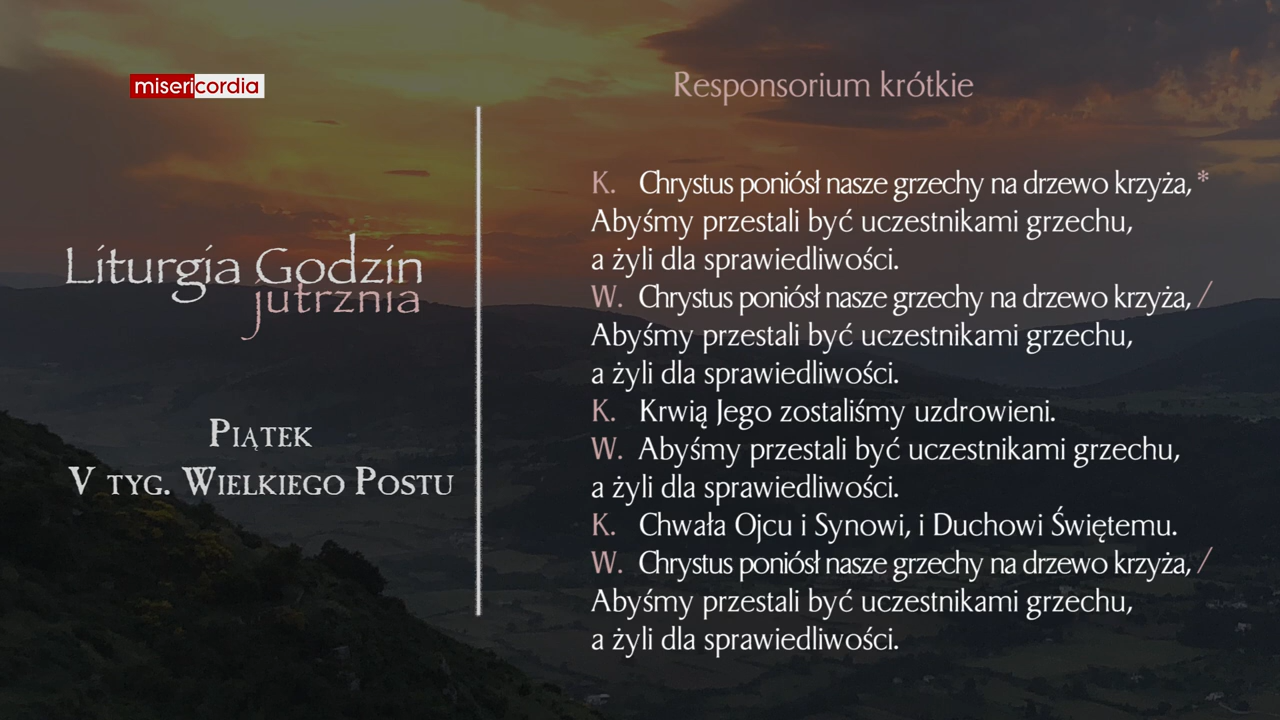 misericordia
Liturgia Godzin
jutrznia
Piątek
V tyg. Wielkiego Postu
Responsorium krótkie
K. Chrystus poniósł nasze grzechy na drzewo krzyża, *
Abyśmy przestali być uczestnikami grzechu,
a żyli dla sprawiedliwości.
W. Chrystus poniósł nasze grzechy na drzewo krzyża, /
Abyśmy przestali być uczestnikami grzechu,
a żyli dla sprawiedliwości.
K. Krwią Jego zostaliśmy uzdrowieni.
W. Abyśmy przestali być uczestnikami grzechu,
a żyli dla sprawiedliwości.
K. Chwała Ojcu i Synowi, i Duchowi Świętemu.
W. Chrystus poniósł nasze grzechy na drzewo krzyża, /
Abyśmy przestali być uczestnikami grzechu,
a żyli dla sprawiedliwości.